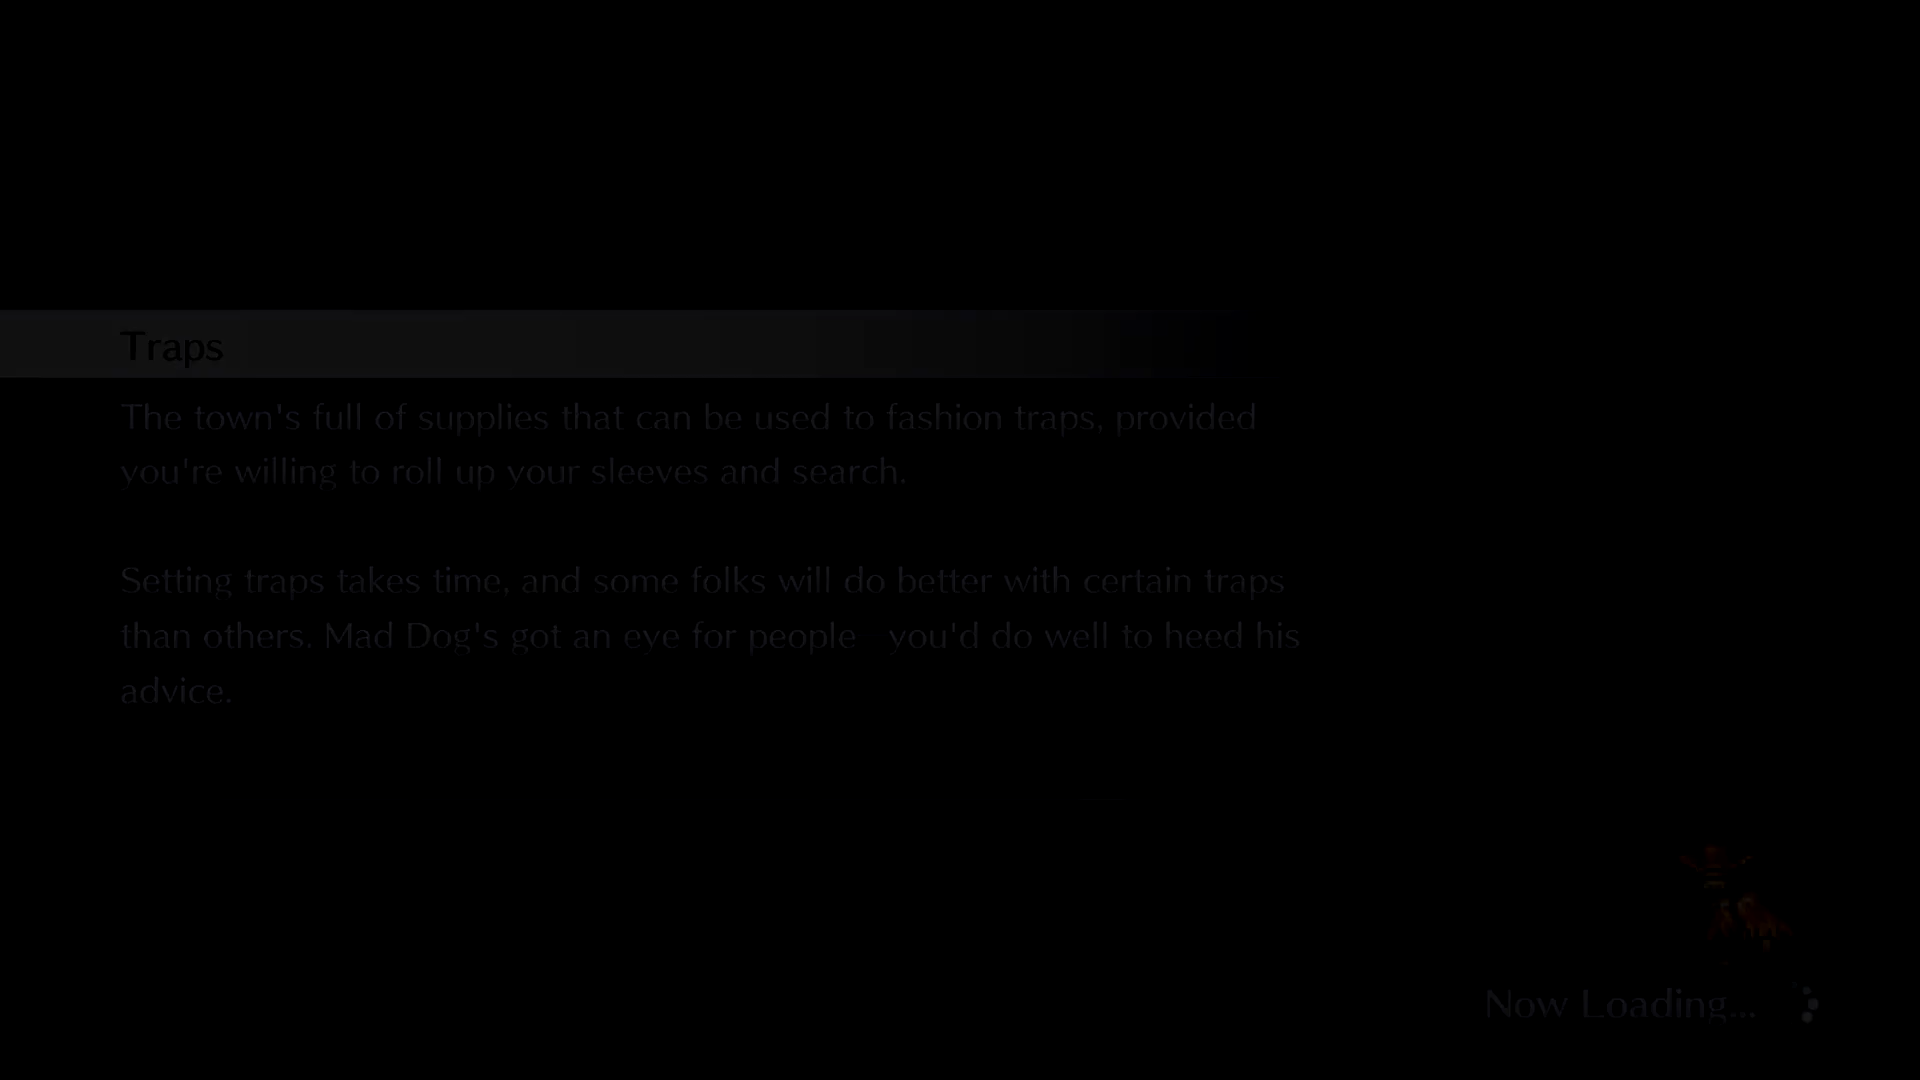 Traps
The town's full of supplies that can be used to fashion traps, provided
you're willing to roll up your sleeves and search.
Setting traps takes time, and some folks will do better with certain traps
than others. Mad Dog's got an eye for people   you'd do well to heed his
advice.
Now Loading...